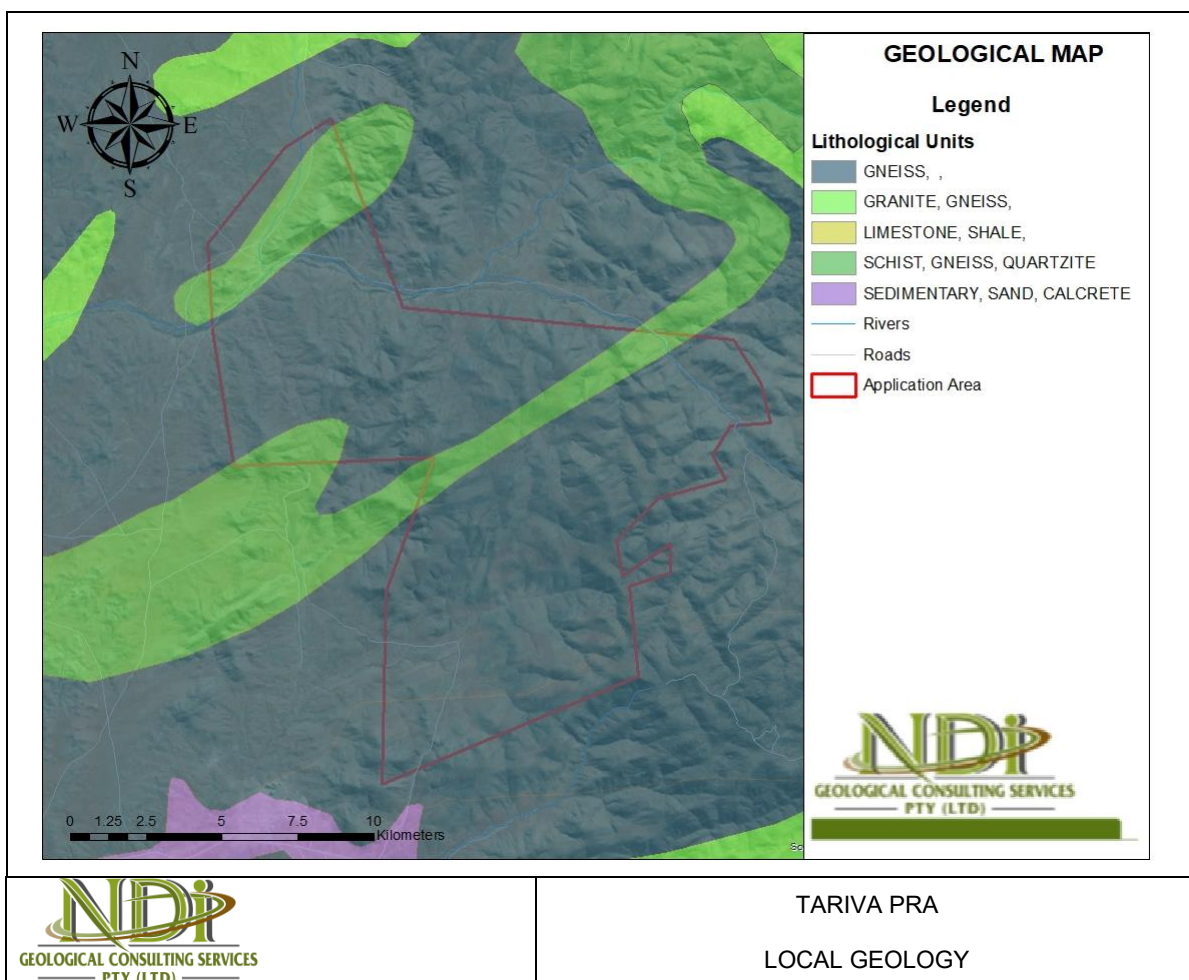 GEOLOGICAL MAP
Legend
Lithological Units
GNEISS, ,
GRANITE, GNEISS,
LIMESTONE, SHALE,
SCHIST, GNEISS, QUARTZITE
SEDIMENTARY, SAND, CALCRETE
Rivers
Roads
Application Area
N
W E
S
0 1.25 2.5 5 7.5 10
Kilometers
NDi
GEOLOGICAL CONSULTING SERVICES
PTY (LTD)
NDi
GEOLOGICAL CONSULTING SERVICES
PTY (LTD)
TARIVA PRA
LOCAL GEOLOGY